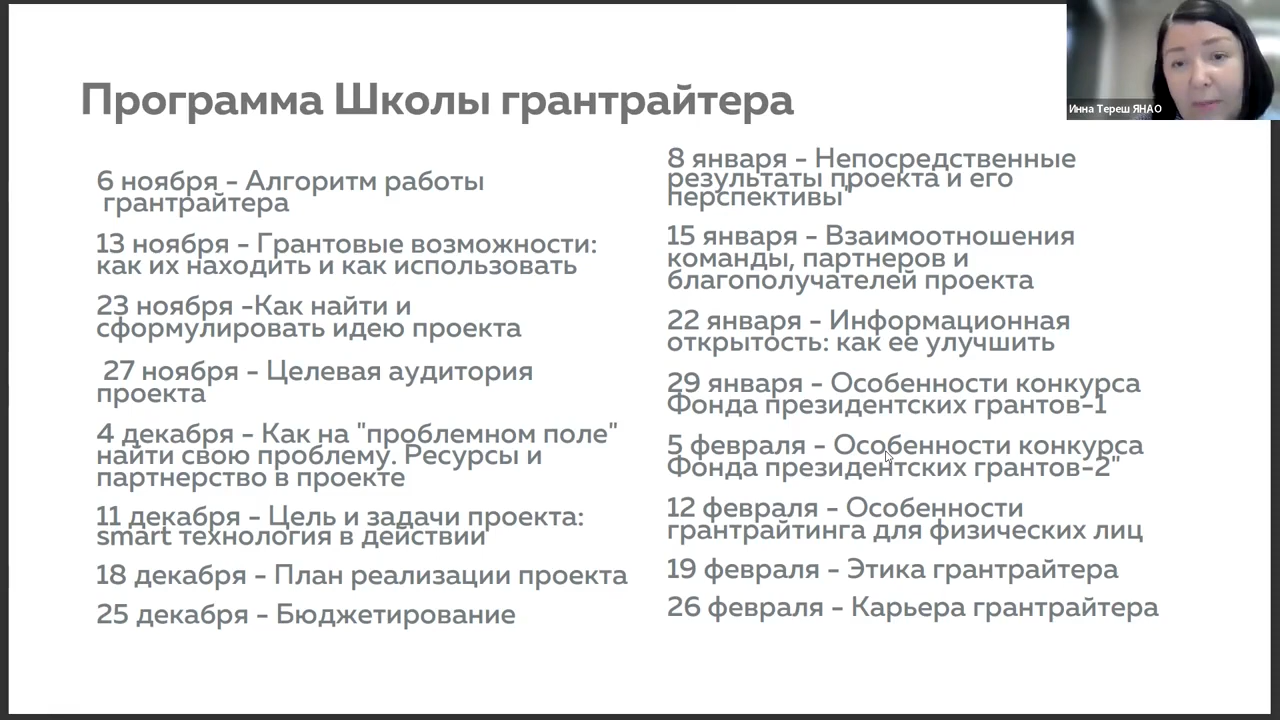 Программа Школы грантрайтера
Инна Тереш ЯНАО
6 ноября - Алгоритм работы
грантрайтера
13 ноября - Грантовые возможности:
как их находить и как использовать
23 ноября -Как найти и
сформулировать идею проекта
27 ноября - Целевая аудитория
проекта
4 декабря - Как на "проблемном поле"
найти свою проблему. Ресурсы и
партнерство в проекте
11 декабря - Цель и задачи проекта:
smart технология в действии"
18 декабря - План реализации проекта
25 декабря - Бюджетирование
8 января - Непосредственные
результаты проекта и его
перспективы"
15 января - Взаимоотношения
команды, партнеров и
благополучателей проекта
22 января - Информационная
открытость: как ее улучшить
29 января - Особенности конкурса
Фонда президентских грантов-1
5 февраля - Особенности конкурса
Фонда президентских грантов-2"
12 февраля - Особенности
грантрайтинга для физических лиц
19 февраля - Этика грантрайтера
26 февраля - Карьера грантрайтера